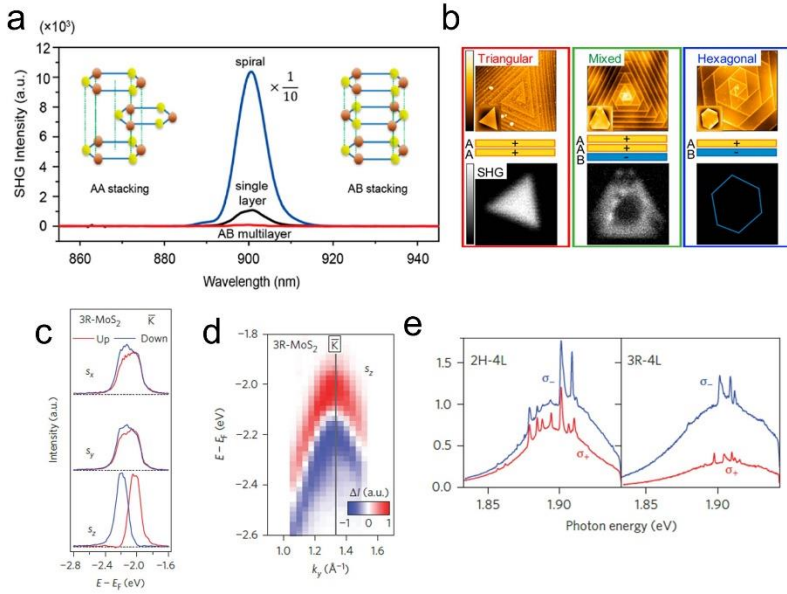 a
(×10³)
SHG Intensity (a.u.)
12
10
8
6
4
2
0
spiral
× 1/10
AA stacking
AB stacking
single
layer
AB multilayer
860
880
900
920
940
Wavelength (nm)
b
Triangular
Mixed
Hexagonal
A
+
A
+
A
+
A
+
B
-
A
+
B
-
SHG
c
3R-MoS₂
K̅
Up
Down
sₓ
s_y
s_z
Intensity (a.u.)
−2.8
−2.4
−2.0
−1.6
E − E_F (eV)
d
3R-MoS₂
K̅
s_z
E − E_F (eV)
−1.8
−2.0
−2.2
−2.4
−2.6
ΔI (a.u.)
−1 0 1
1.0
1.2
1.4
1.6
k_y (Å⁻¹)
e
2H-4L
3R-4L
σ₋
σ₊
σ₋
σ₊
1.5
1.0
0.5
0.0
1.85
1.90
1.85
1.90
Photon energy (eV)